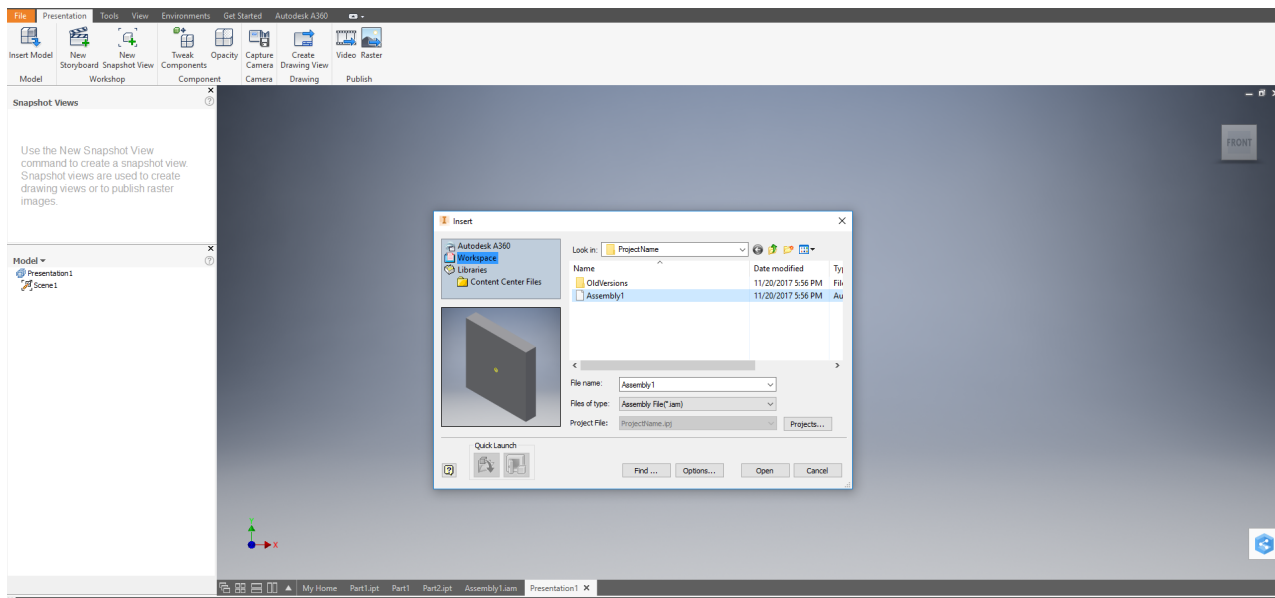 File Presentation Tools View Environments Get Started Autodesk A360
Insert Model New Storyboard New Snapshot View Tweak Components Opacity Capture Camera Create Drawing View Video Raster
Model Workshop Component Camera Drawing Publish
Snapshot Views
Use the New Snapshot View
command to create a snapshot view.
Snapshot views are used to create
drawing views or to publish raster
images.
Model
Presentation1
Scene1
FRONT
Insert
Autodesk A360
Workspace
Libraries
Content Center Files
Look in: ProjectName
Name Date modified
OldVersions 11/20/2017 5:56 PM
Assembly1 11/20/2017 5:56 PM
File name: Assembly1
Files of type: Assembly File(*.iam)
Project File: ProjectName.ipj Projects...
Quick Launch
Find ... Options... Open Cancel
Y
X
My Home Part1.ipt Part1 Part2.ipt Assembly1.iam Presentation1